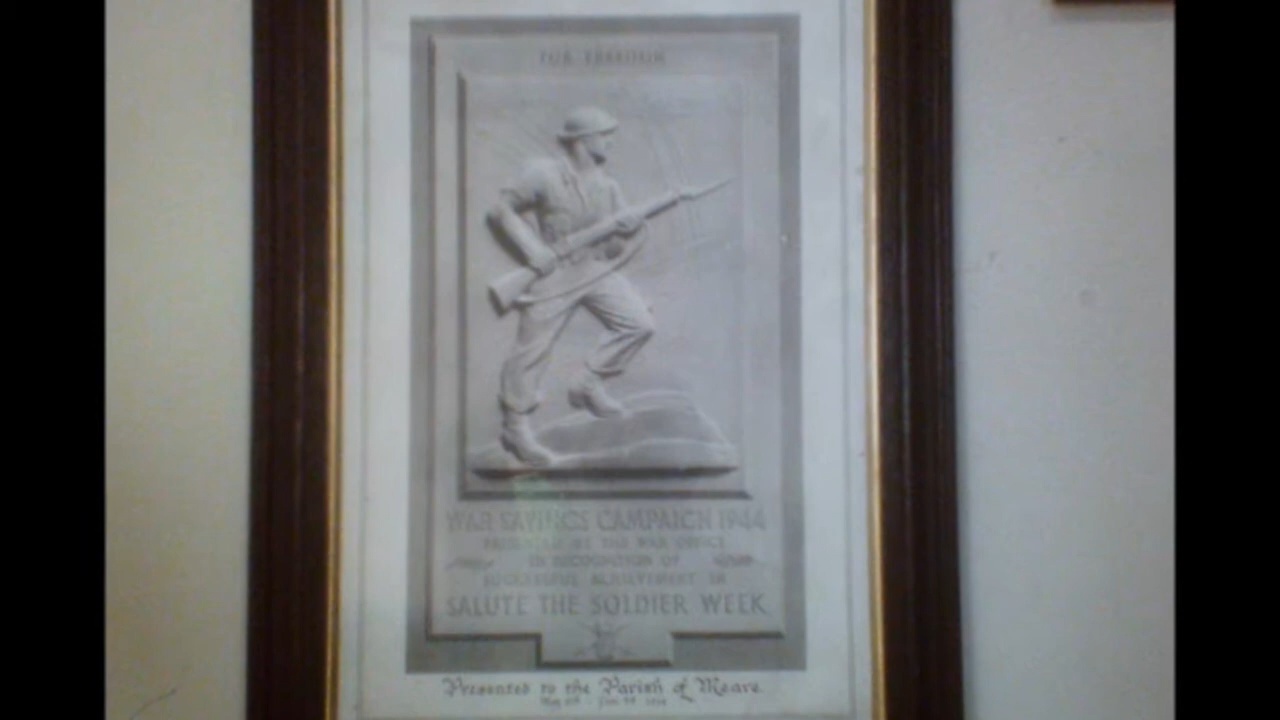 FOR FREEDOM
WAR SAVINGS CAMPAIGN 1944
PRESENTED BY THE WAR OFFICE
IN RECOGNITION OF
SUCCESSFUL ACHIEVEMENT IN
SALUTE THE SOLDIER WEEK
Presented to the Parish of Meare